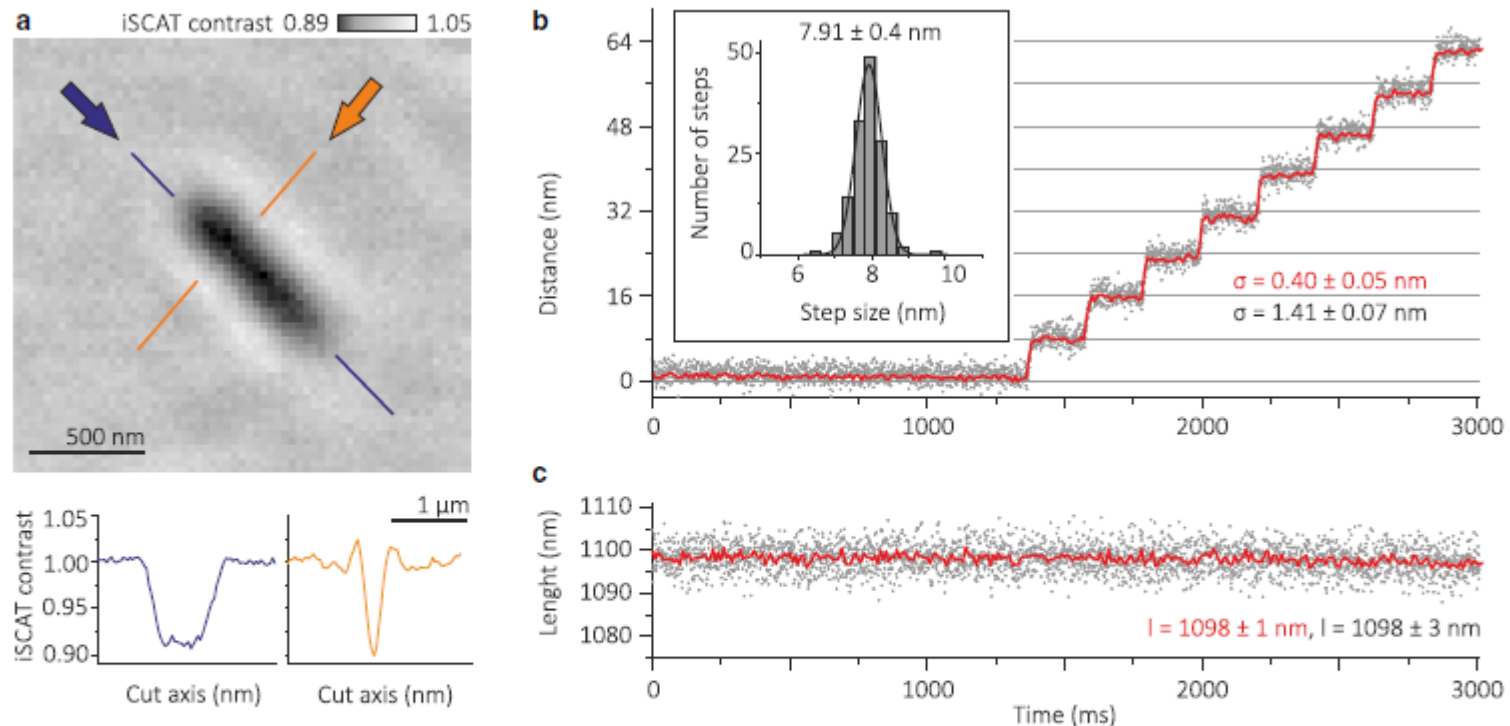 a
iSCAT contrast 0.89 1.05
500 nm
1 µm
1.05
1.00
0.95
0.90
iSCAT contrast
Cut axis (nm)
Cut axis (nm)
b
64
48
32
16
0
Distance (nm)
0 1000 2000 3000
7.91 ± 0.4 nm
50
25
0
Number of steps
6 8 10
Step size (nm)
σ = 0.40 ± 0.05 nm
σ = 1.41 ± 0.07 nm
c
1110
1100
1090
1080
Lenght (nm)
l = 1098 ± 1 nm, l = 1098 ± 3 nm
0 1000 2000 3000
Time (ms)